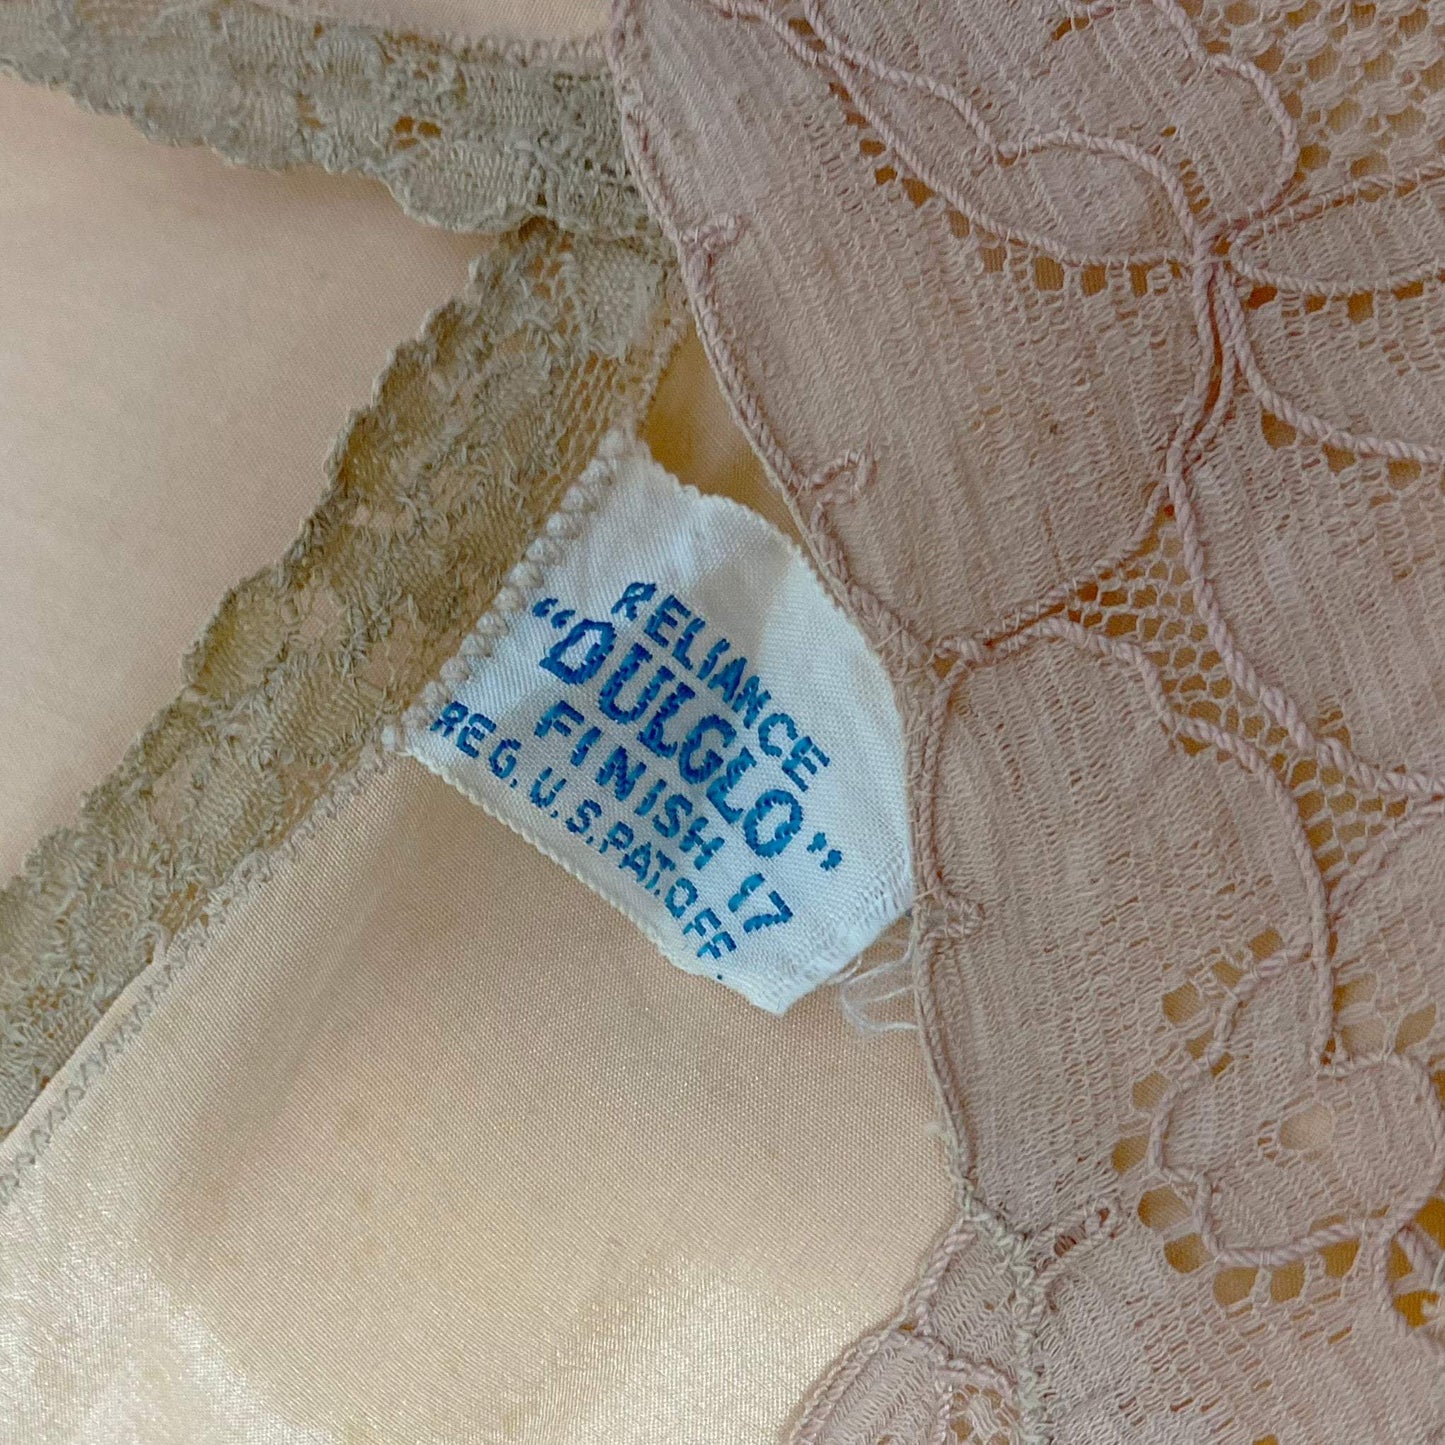 RELIANCE
"DULGLO"
FINISH 17
REG. U.S. PAT. OFF.